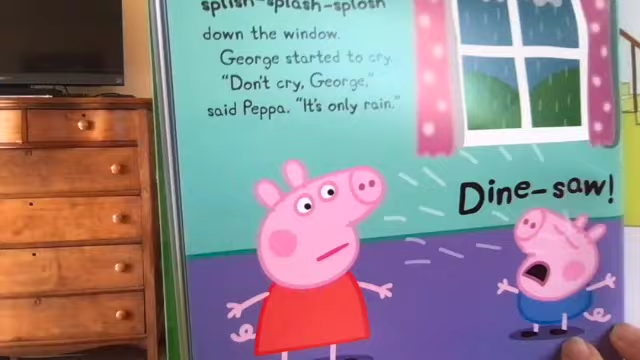 splish-splash-splosh
down the window.
George started to cry.
"Don't cry, George,"
said Peppa. "It's only rain."
Dine-saw!